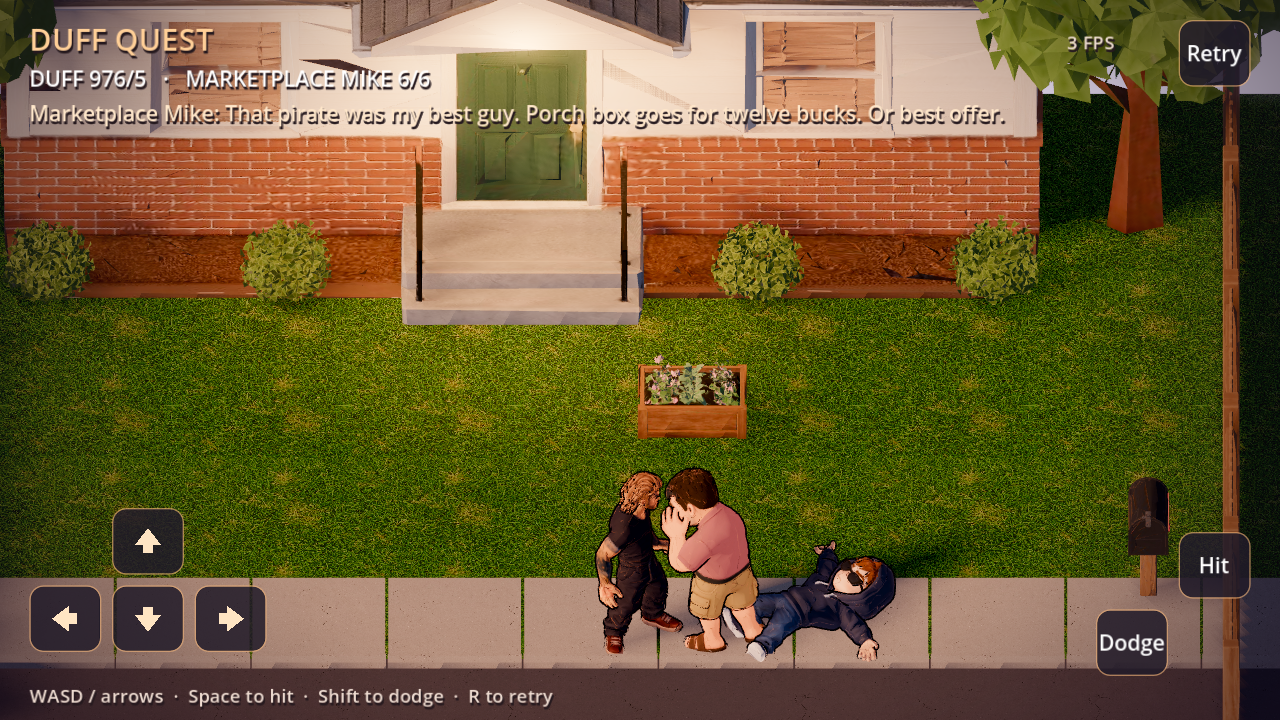 DUFF QUEST
3 FPS
Retry
DUFF 976/5 · MARKETPLACE MIKE 6/6
Marketplace Mike: That pirate was my best guy. Porch box goes for twelve bucks. Or best offer.
Hit
Dodge
WASD / arrows · Space to hit · Shift to dodge · R to retry